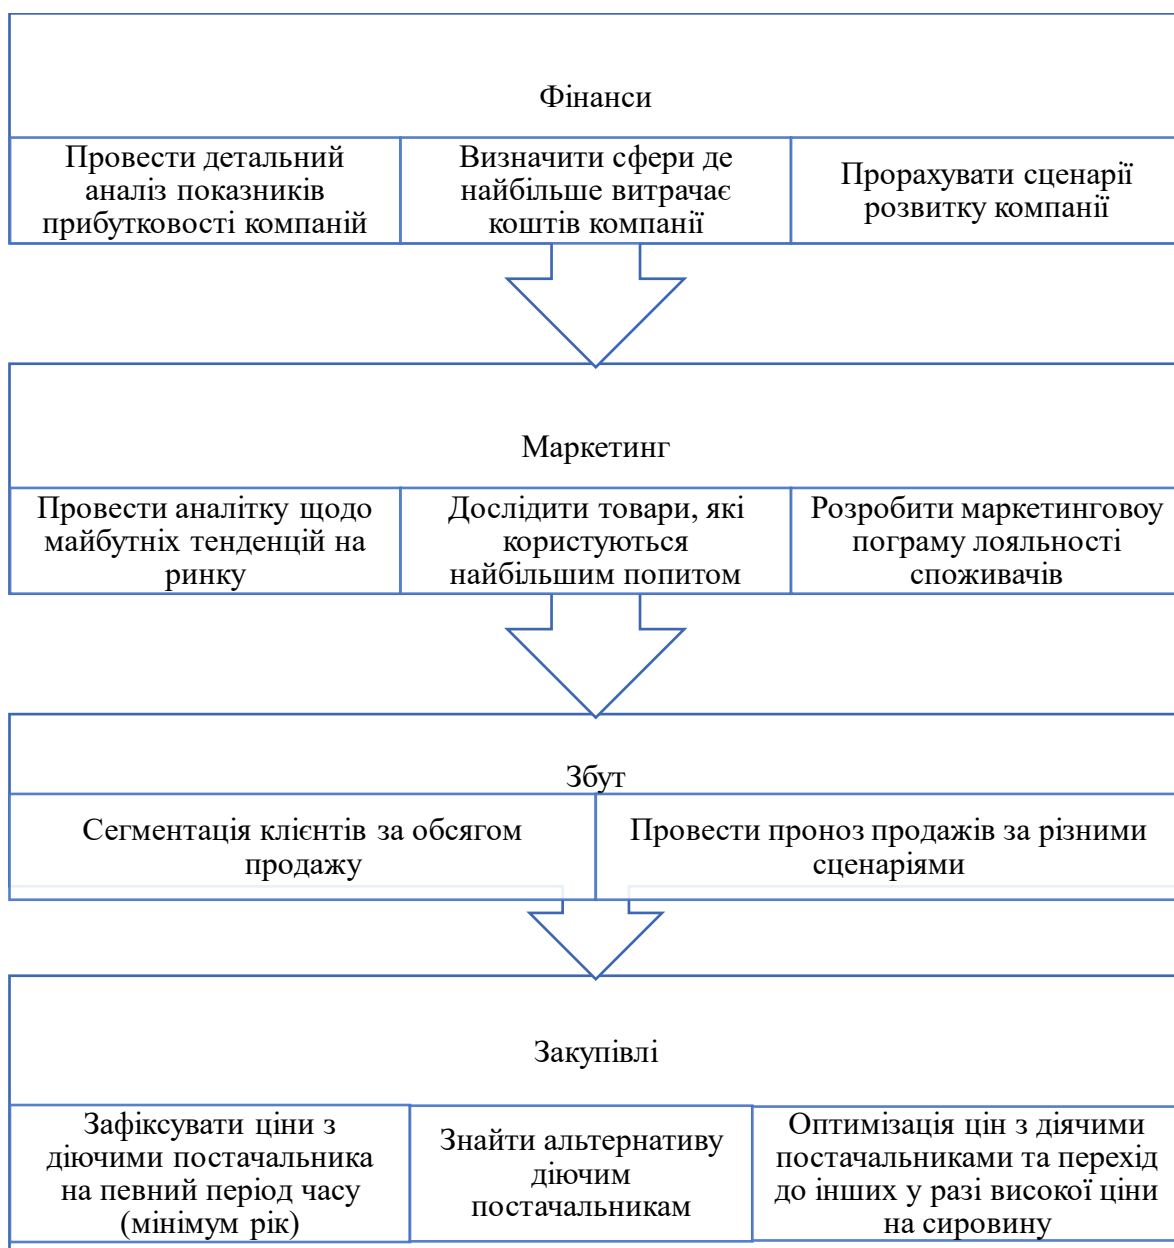 Фінанси
Провести детальний
аналіз показників
прибутковості компаній
Визначити сфери де
найбільше витрачає
коштів компанії
Прорахувати сценарії
розвитку компанії
Маркетинг
Провести аналітку щодо
майбутніх тенденцій на
ринку
Дослідити товари, які
користуються
найбільшим попитом
Розробити маркетинговоу
пограму лояльності
споживачів
Збут
Сегментація клієнтів за обсягом
продажу
Провести проноз продажів за різними
сценаріями
Закупівлі
Зафіксувати ціни з
діючими постачальника
на певний період часу
(мінімум рік)
Знайти альтернативу
діючим
постачальникам
Оптимізація цін з діячими
постачальниками та перехід
до інших у разі високої ціни
на сировину